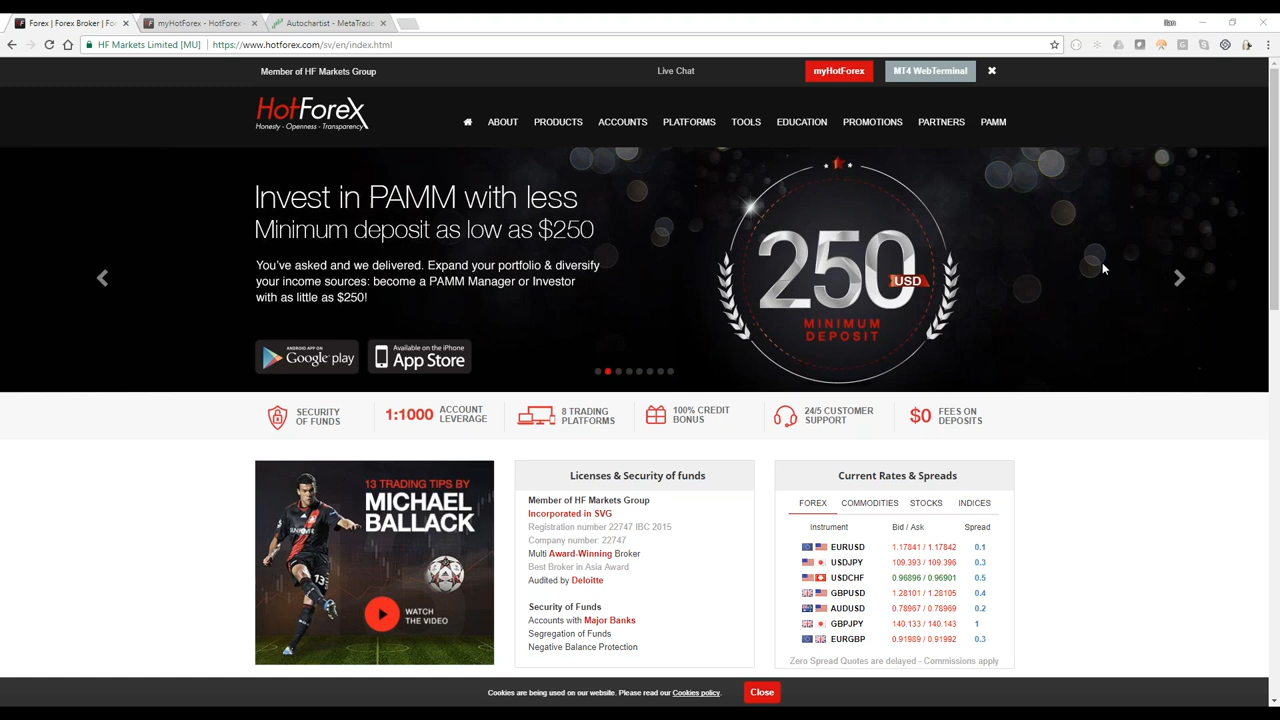 Forex | Forex Broker | Fo
myHotForex - HotForex
Autochartist - MetaTrade
Ilan
HF Markets Limited [MU]
https://www.hotforex.com/sv/en/index.html
Member of HF Markets Group
Live Chat
myHotForex
MT4 WebTerminal
HotForex
Honesty - Openness - Transparency
ABOUT
PRODUCTS
ACCOUNTS
PLATFORMS
TOOLS
EDUCATION
PROMOTIONS
PARTNERS
PAMM
Invest in PAMM with less
Minimum deposit as low as $250
You've asked and we delivered. Expand your portfolio & diversify
your income sources: become a PAMM Manager or Investor
with as little as $250!
ANDROID APP ON
Google play
Available on the iPhone
App Store
250
USD
MINIMUM
DEPOSIT
SECURITY
OF FUNDS
1:1000
ACCOUNT
LEVERAGE
8 TRADING
PLATFORMS
100% CREDIT
BONUS
24/5 CUSTOMER
SUPPORT
$0
FEES ON
DEPOSITS
13 TRADING TIPS BY
MICHAEL
BALLACK
13
WATCH
THE VIDEO
Licenses & Security of funds
Member of HF Markets Group
Incorporated in SVG
Registration number 22747 IBC 2015
Company number: 22747
Multi Award-Winning Broker
Best Broker in Asia Award
Audited by Deloitte
Security of Funds
Accounts with Major Banks
Segregation of Funds
Negative Balance Protection
Current Rates & Spreads
FOREX COMMODITIES STOCKS INDICES
Instrument Bid / Ask Spread
EURUSD 1.17841 / 1.17842 0.1
USDJPY 109.393 / 109.396 0.3
USDCHF 0.96896 / 0.96901 0.5
GBPUSD 1.28101 / 1.28105 0.4
AUDUSD 0.78967 / 0.78969 0.2
GBPJPY 140.133 / 140.143 1
EURGBP 0.91989 / 0.91992 0.3
Zero Spread Quotes are delayed - Commissions apply
Cookies are being used on our website. Please read our Cookies policy.
Close